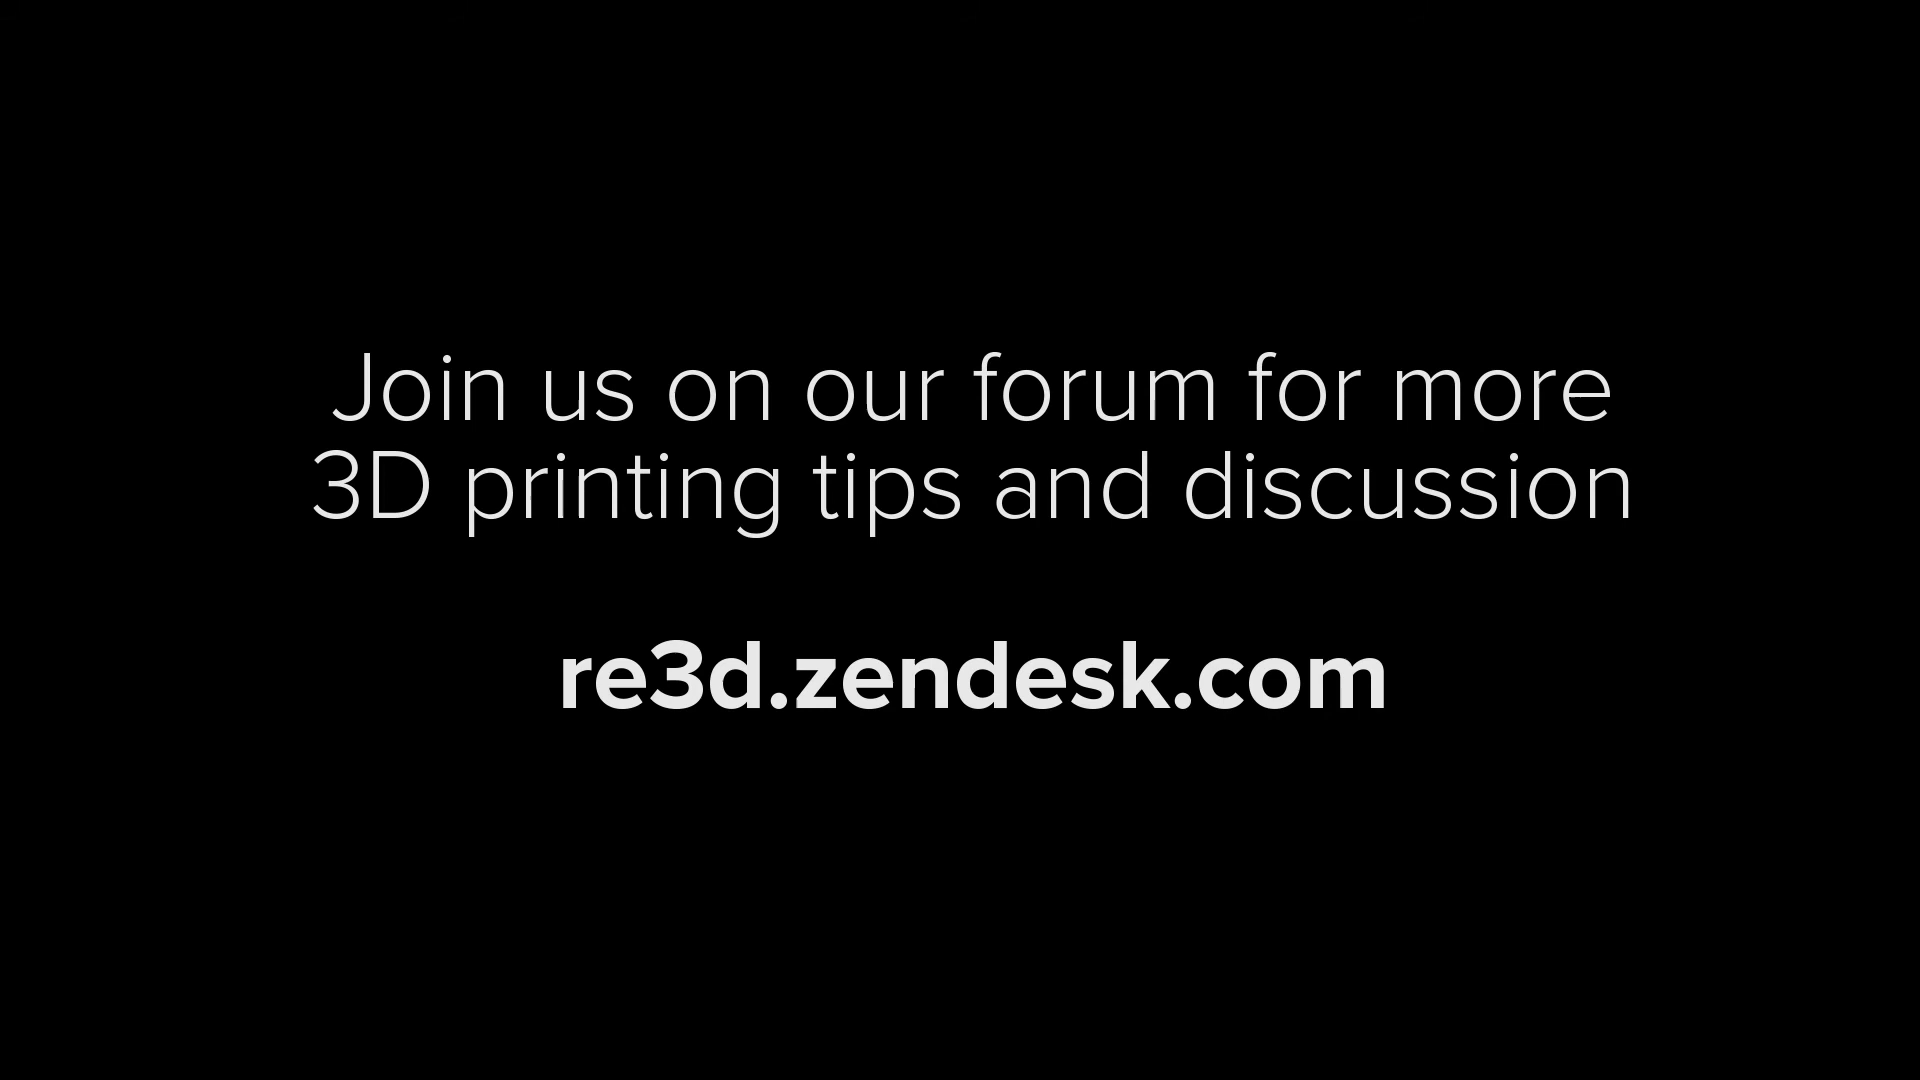 Join us on our forum for more
3D printing tips and discussion
re3d.zendesk.com